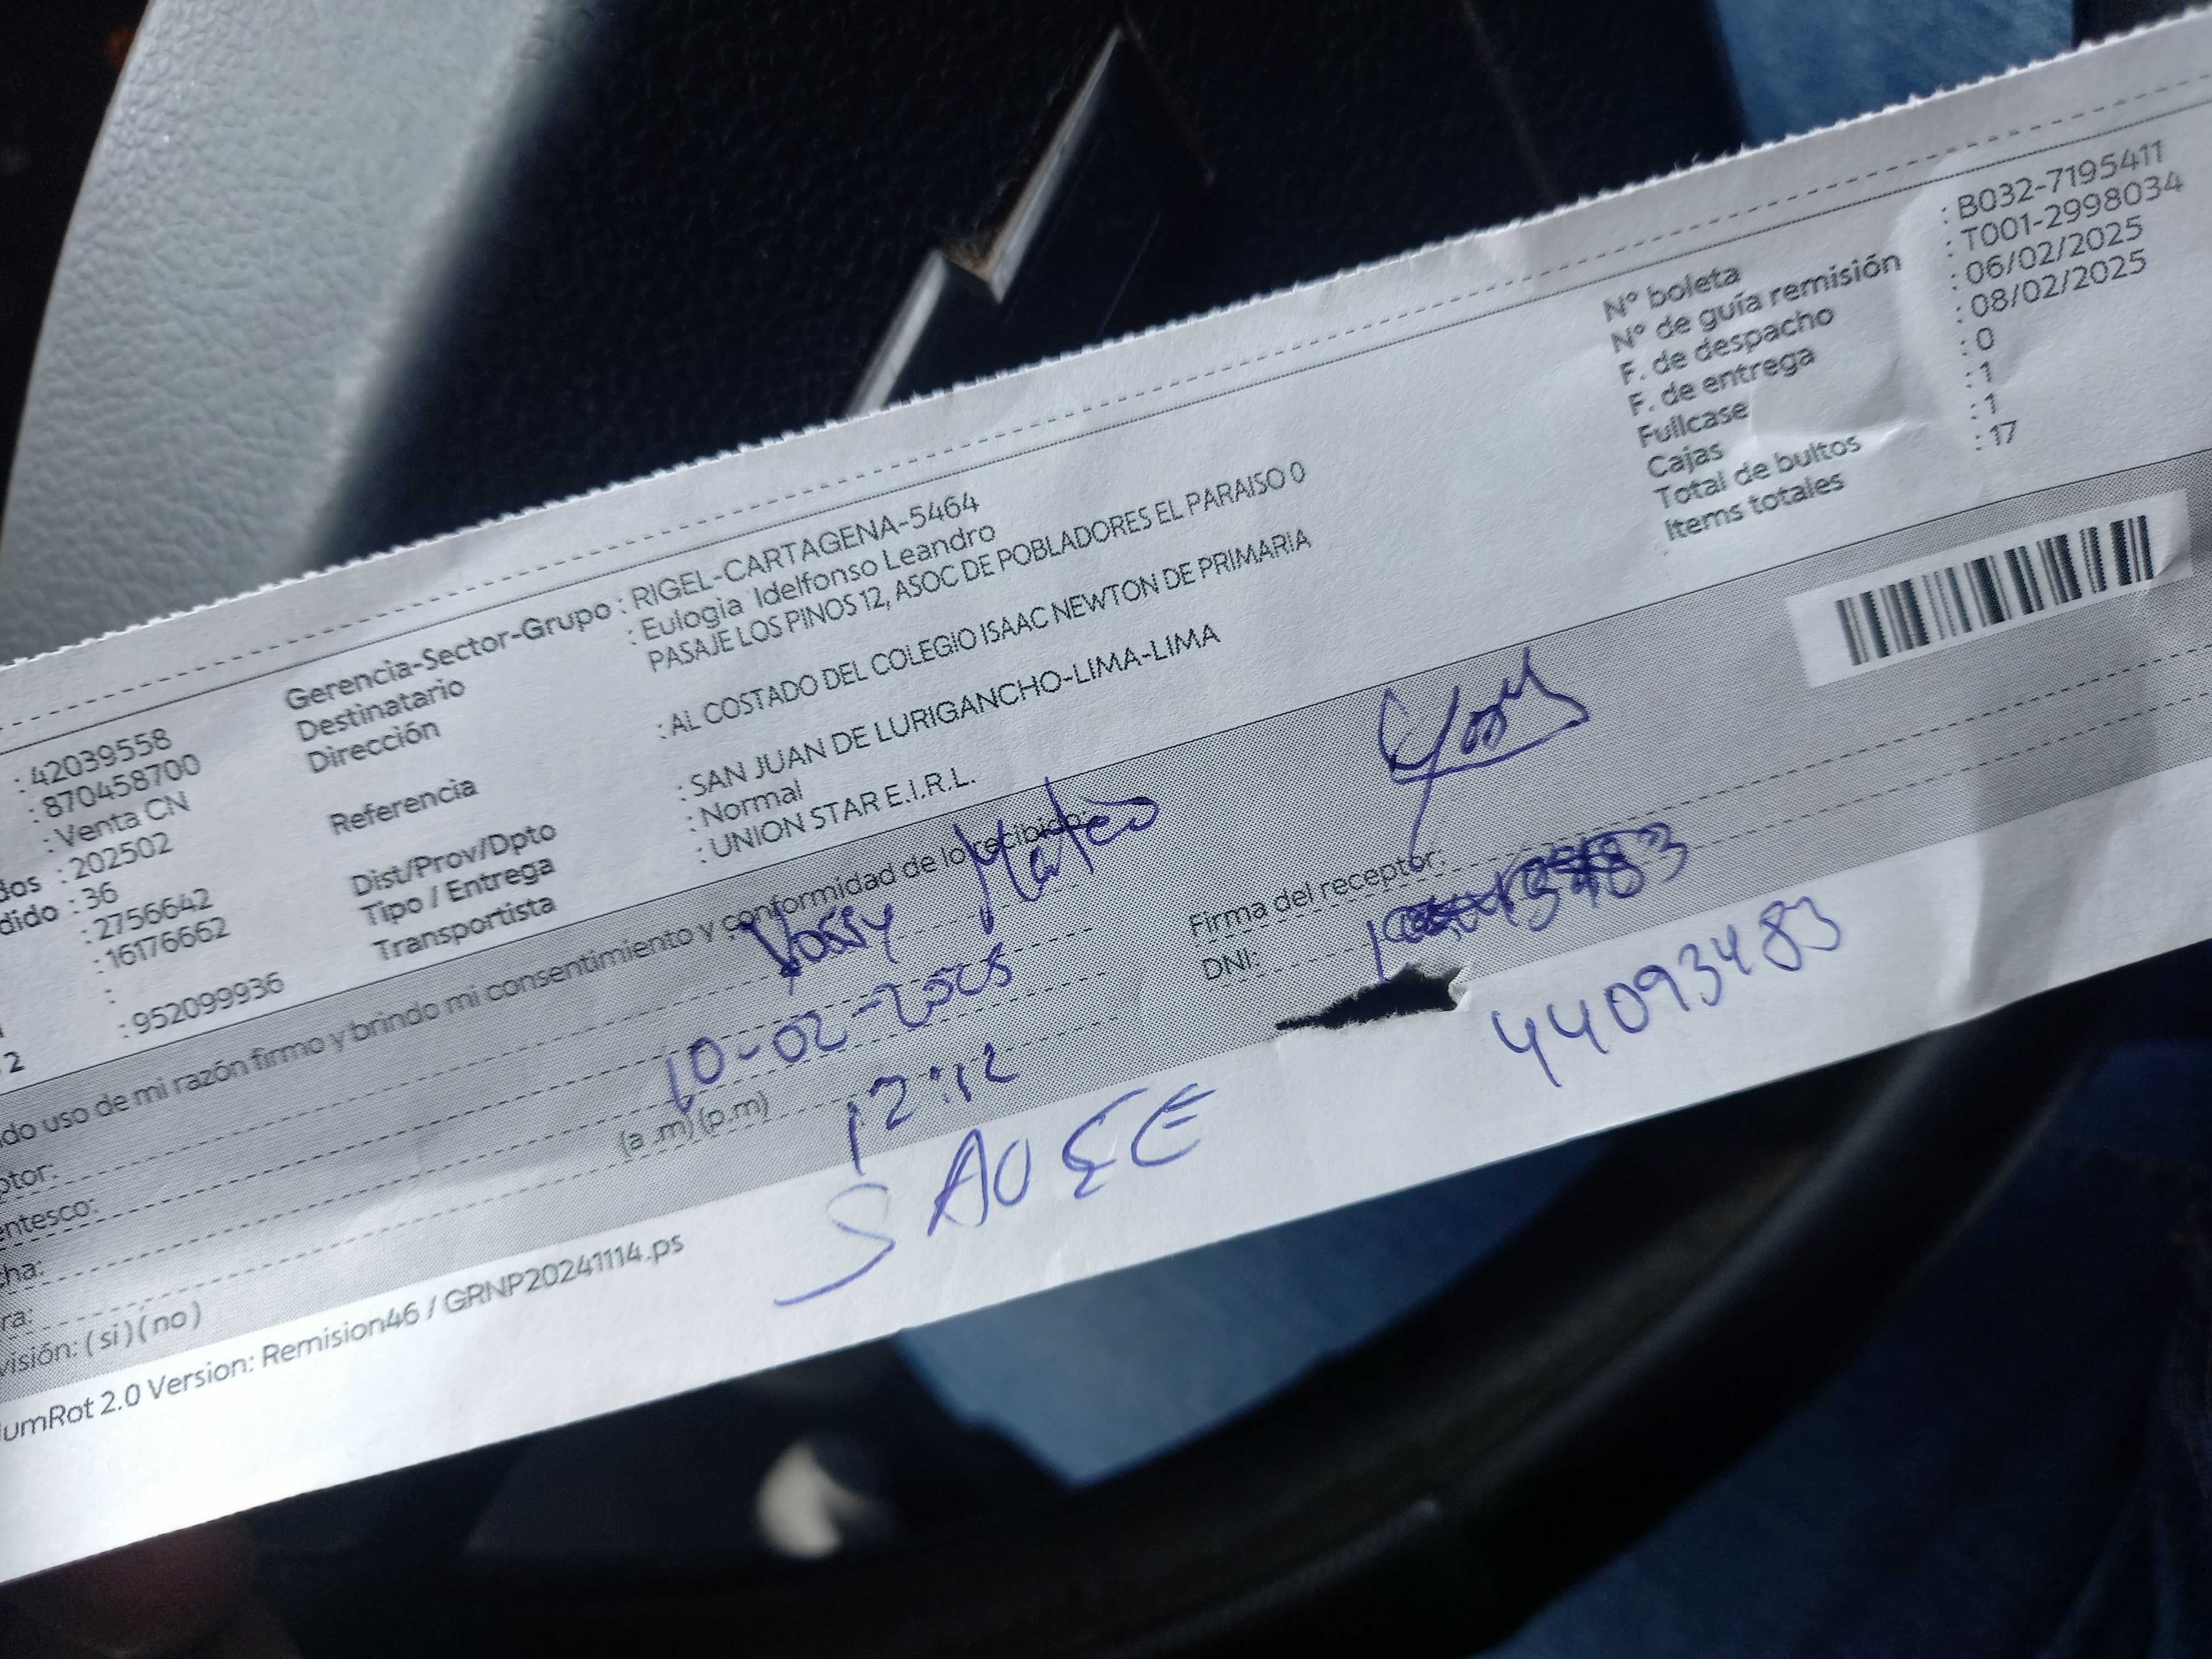 : 42039558
: 870458700
: Venta CN
dos : 202502
dido : 36
: 2756642
: 16176662
:
2 : 952099936
Gerencia-Sector-Grupo : RIGEL-CARTAGENA-5464
Destinatario : Eulogia Idelfonso Leandro
Dirección PASAJE LOS PINOS 12, ASOC DE POBLADORES EL PARAISO 0
Referencia : AL COSTADO DEL COLEGIO ISAAC NEWTON DE PRIMARIA
Dist/Prov/Dpto : SAN JUAN DE LURIGANCHO-LIMA-LIMA
Tipo / Entrega : Normal
Transportista : UNION STAR E.I.R.L.
N° boleta : B032-7195411
N° de guía remisión : T001-2998034
F. de despacho : 06/02/2025
F. de entrega : 08/02/2025
Fullcase : 0
Cajas : 1
Total de bultos : 1
Items totales : 17
do uso de mi razón firmo y brindo mi consentimiento y conformidad de lo recibido:
ptor: Yossy Mateo
entesco:
cha: 10-02-2025
ra: (a.m) (p.m) 12:12
visión: ( si ) ( no )
Firma del receptor:
DNI:
44093483
umRot 2.0 Version: Remision46 / GRNP20241114.ps